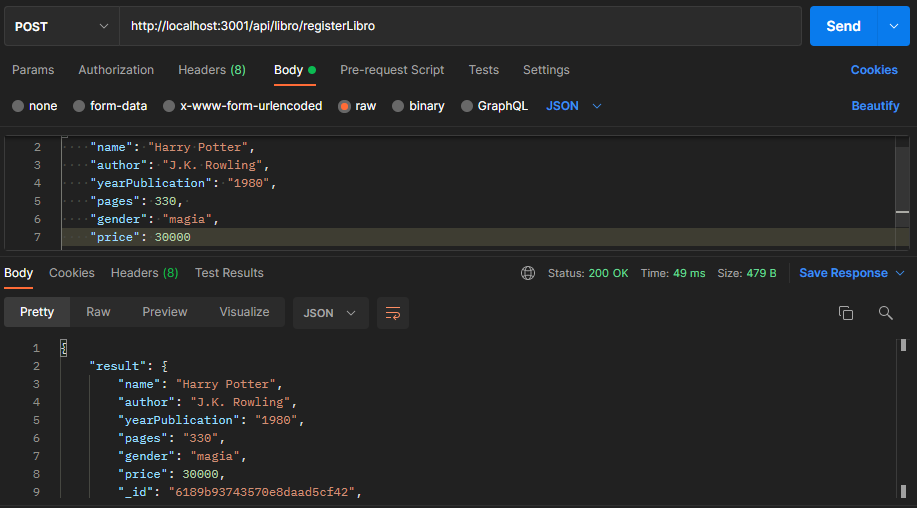 POST http://localhost:3001/api/libro/registerLibro Send
Params Authorization Headers (8) Body Pre-request Script Tests Settings Cookies
none form-data x-www-form-urlencoded raw binary GraphQL JSON Beautify
2 "name": "Harry Potter",
3 "author": "J.K. Rowling",
4 "yearPublication": "1980",
5 "pages": 330,
6 "gender": "magia",
7 "price": 30000
Body Cookies Headers (8) Test Results Status: 200 OK Time: 49 ms Size: 479 B Save Response
Pretty Raw Preview Visualize JSON
1 {
2 "result": {
3 "name": "Harry Potter",
4 "author": "J.K. Rowling",
5 "yearPublication": "1980",
6 "pages": "330",
7 "gender": "magia",
8 "price": 30000,
9 "_id": "6189b93743570e8daad5cf42",